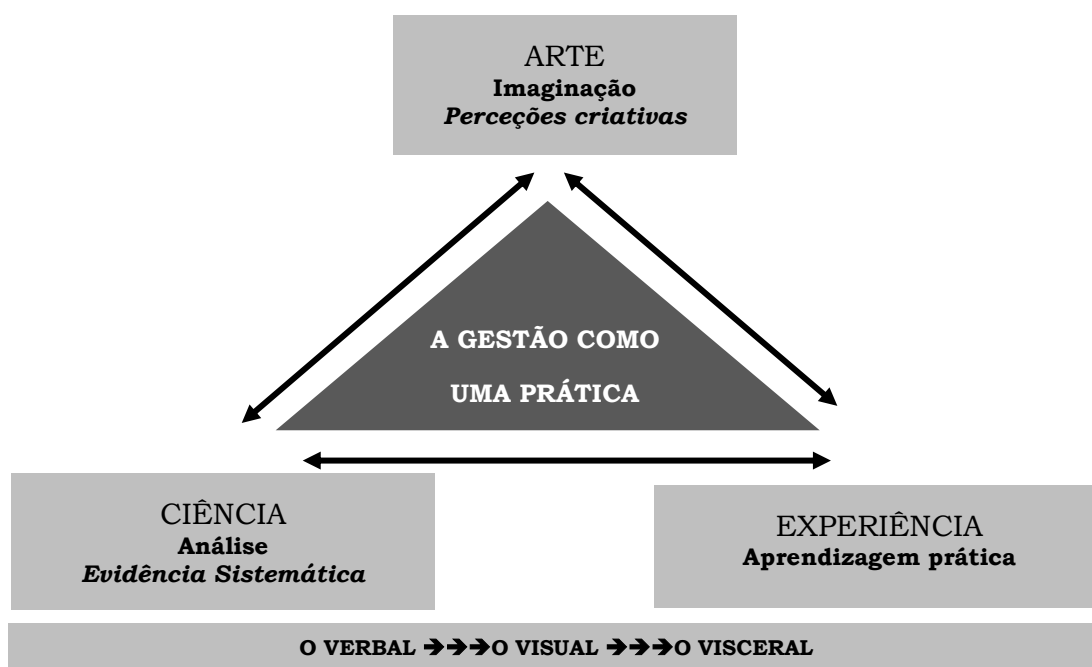 ARTE
Imaginação
Perceções criativas
A GESTÃO COMO
UMA PRÁTICA
CIÊNCIA
Análise
Evidência Sistemática
EXPERIÊNCIA
Aprendizagem prática
O VERBAL ➔➔➔O VISUAL ➔➔➔O VISCERAL